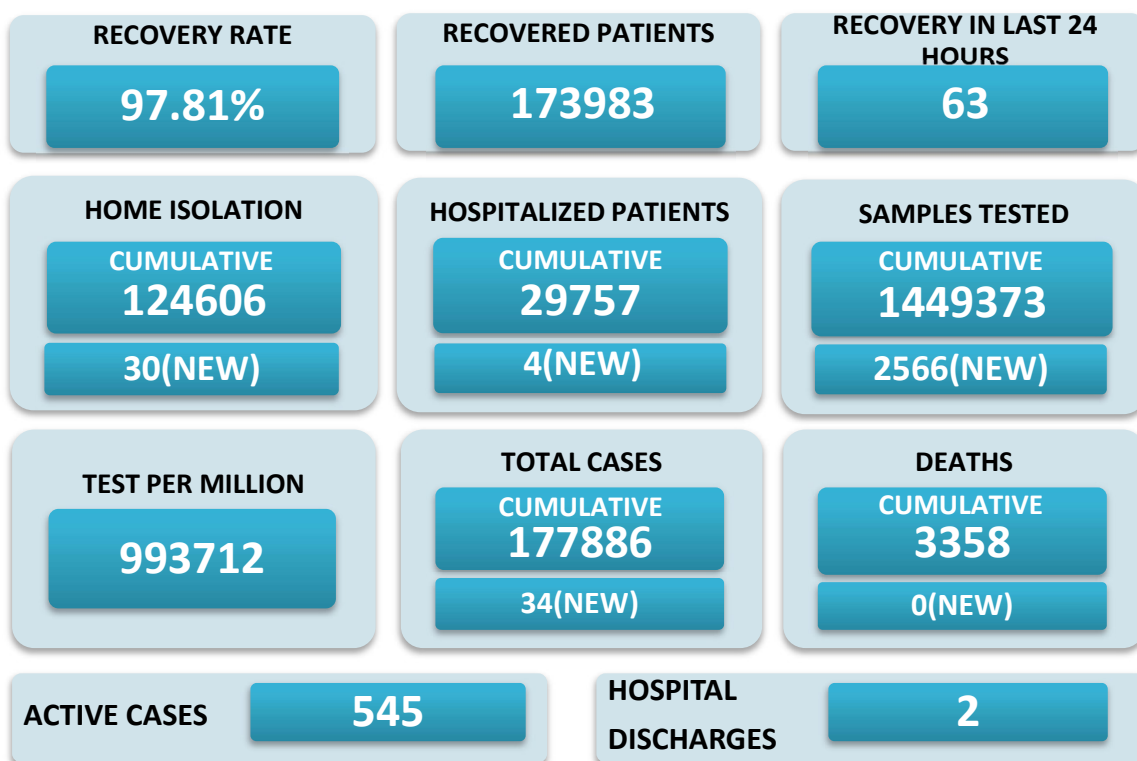 RECOVERY RATE
97.81%
RECOVERED PATIENTS
173983
RECOVERY IN LAST 24
HOURS
63
HOME ISOLATION
CUMULATIVE
124606
30(NEW)
HOSPITALIZED PATIENTS
CUMULATIVE
29757
4(NEW)
SAMPLES TESTED
CUMULATIVE
1449373
2566(NEW)
TEST PER MILLION
993712
TOTAL CASES
CUMULATIVE
177886
34(NEW)
DEATHS
CUMULATIVE
3358
0(NEW)
ACTIVE CASES
545
HOSPITAL
DISCHARGES
2